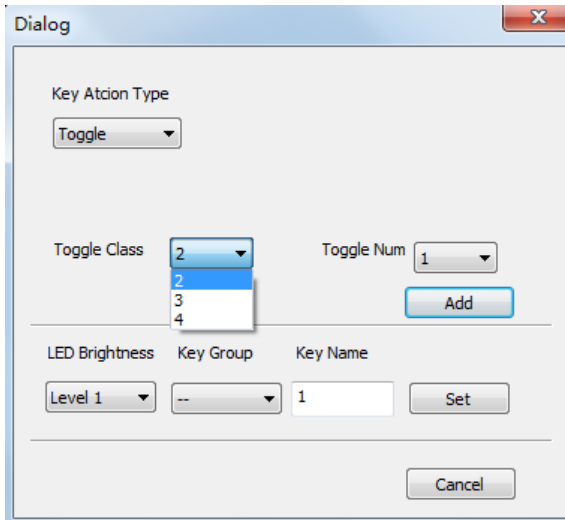 Dialog
Key Atcion Type
Toggle
Toggle Class 2 Toggle Num 1
2
3
4
Add
LED Brightness Key Group Key Name
Level 1 -- 1 Set
Cancel